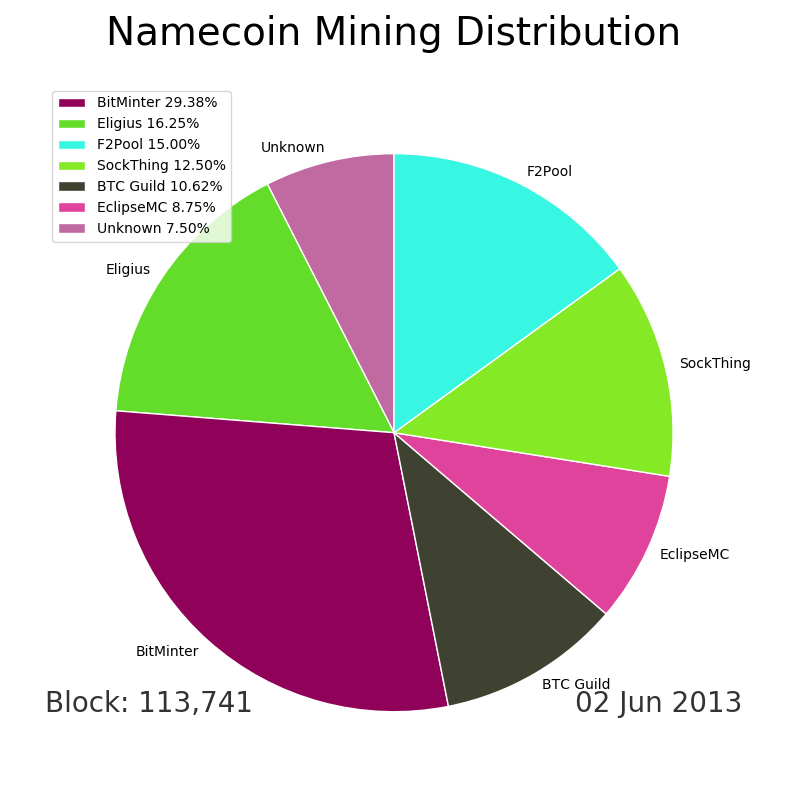 Namecoin Mining Distribution
BitMinter 29.38%
Eligius 16.25%
F2Pool 15.00%
SockThing 12.50%
BTC Guild 10.62%
EclipseMC 8.75%
Unknown 7.50%
Unknown
F2Pool
Eligius
SockThing
EclipseMC
BitMinter
BTC Guild
Block: 113,741
02 Jun 2013